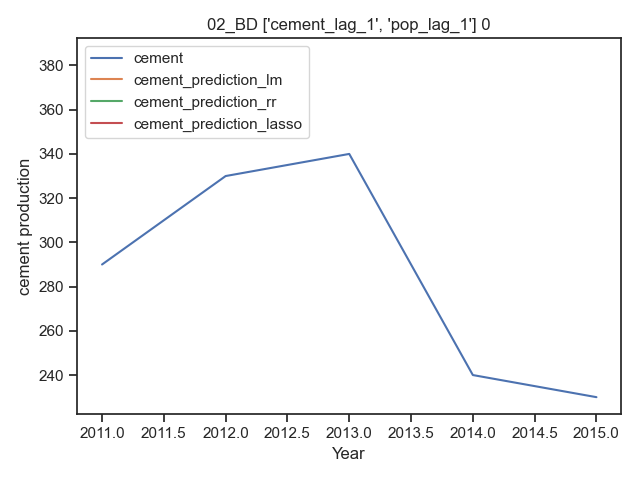 02_BD ['cement_lag_1', 'pop_lag_1'] 0
cement
cement_prediction_lm
cement_prediction_rr
cement_prediction_lasso
cement production
380
360
340
320
300
280
260
240
2011.0 2011.5 2012.0 2012.5 2013.0 2013.5 2014.0 2014.5 2015.0
Year